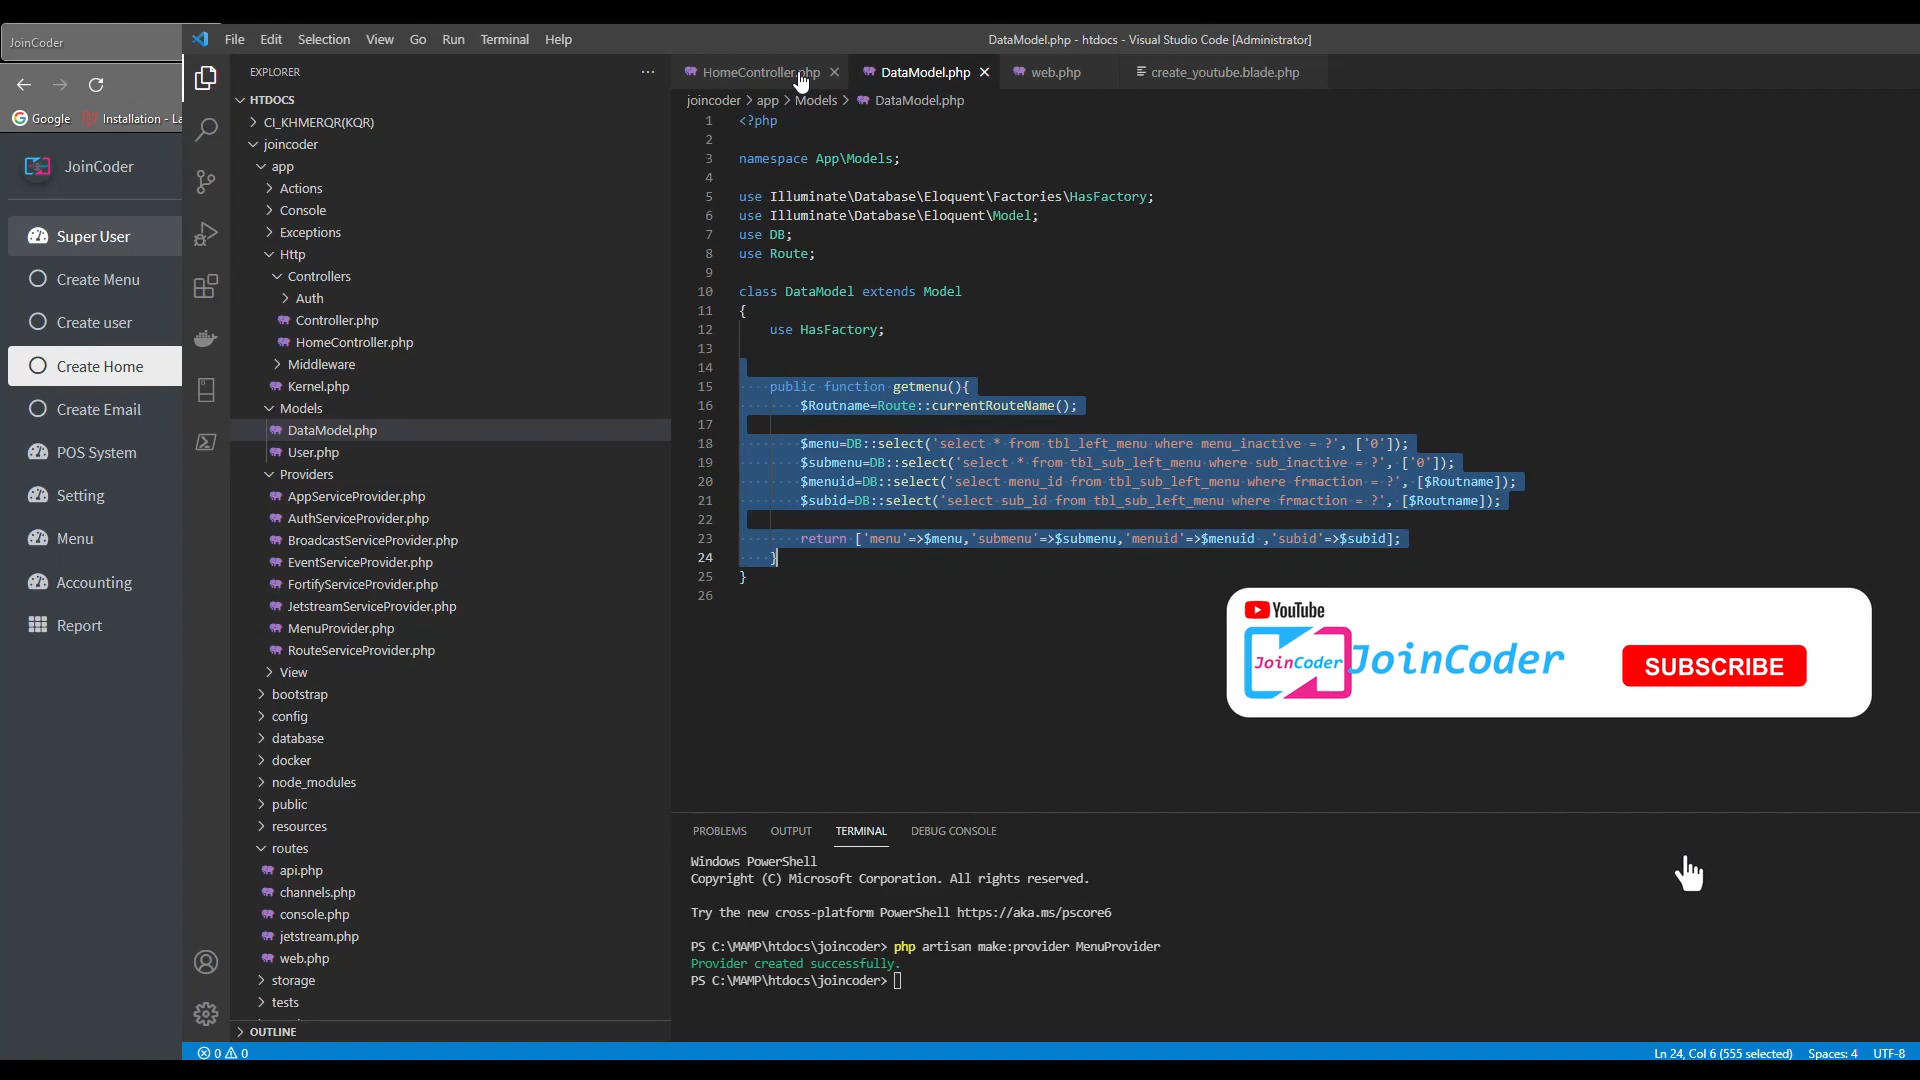 JoinCoder
Google
Installation - La
JoinCoder
Super User
Create Menu
Create user
Create Home
Create Email
POS System
Setting
Menu
Accounting
Report
File Edit Selection View Go Run Terminal Help
DataModel.php - htdocs - Visual Studio Code [Administrator]
EXPLORER
HTDOCS
CI_KHMERQR(KQR)
joincoder
app
Actions
Console
Exceptions
Http
Controllers
Auth
Controller.php
HomeController.php
Middleware
Kernel.php
Models
DataModel.php
User.php
Providers
AppServiceProvider.php
AuthServiceProvider.php
BroadcastServiceProvider.php
EventServiceProvider.php
FortifyServiceProvider.php
JetstreamServiceProvider.php
MenuProvider.php
RouteServiceProvider.php
View
bootstrap
config
database
docker
node_modules
public
resources
routes
api.php
channels.php
console.php
jetstream.php
web.php
storage
tests
OUTLINE
HomeController.php DataModel.php web.php create_youtube.blade.php
joincoder > app > Models > DataModel.php
1 <?php
2
3 namespace App\Models;
4
5 use Illuminate\Database\Eloquent\Factories\HasFactory;
6 use Illuminate\Database\Eloquent\Model;
7 use DB;
8 use Route;
9
10 class DataModel extends Model
11 {
12 use HasFactory;
13
14
15 public function getmenu(){
16 $Routname=Route::currentRouteName();
17
18 $menu=DB::select('select * from tbl_left_menu where menu_inactive = ?', ['0']);
19 $submenu=DB::select('select * from tbl_sub_left_menu where sub_inactive = ?', ['0']);
20 $menuid=DB::select('select menu_id from tbl_sub_left_menu where frmaction = ?', [$Routname]);
21 $subid=DB::select('select sub_id from tbl_sub_left_menu where frmaction = ?', [$Routname]);
22
23 return ['menu'=>$menu,'submenu'=>$submenu,'menuid'=>$menuid ,'subid'=>$subid];
24 }
25 }
26
YouTube
JoinCoder
JoinCoder
SUBSCRIBE
PROBLEMS OUTPUT TERMINAL DEBUG CONSOLE
Windows PowerShell
Copyright (C) Microsoft Corporation. All rights reserved.
Try the new cross-platform PowerShell https://aka.ms/pscore6
PS C:\MAMP\htdocs\joincoder> php artisan make:provider MenuProvider
Provider created successfully.
PS C:\MAMP\htdocs\joincoder>
0 0
Ln 24, Col 6 (555 selected) Spaces: 4 UTF-8